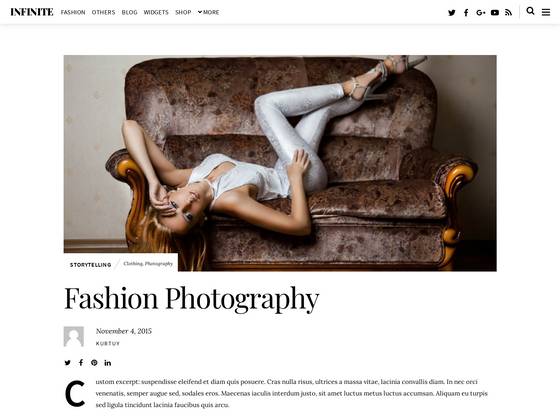 INFINITE FASHION OTHERS BLOG WIDGETS SHOP MORE
STORYTELLING / Clothing, Photography
Fashion Photography
November 4, 2015
KUBTUY
Custom excerpt: suspendisse eleifend et diam quis posuere. Cras nulla risus, ultrices a massa vitae, lacinia convallis diam. In nec orci
venenatis, semper augue sed, sodales eros. Maecenas iaculis interdum justo, sit amet luctus metus luctus accumsan. Aliquam eu turpis
sed ligula tincidunt lacinia faucibus quis arcu.